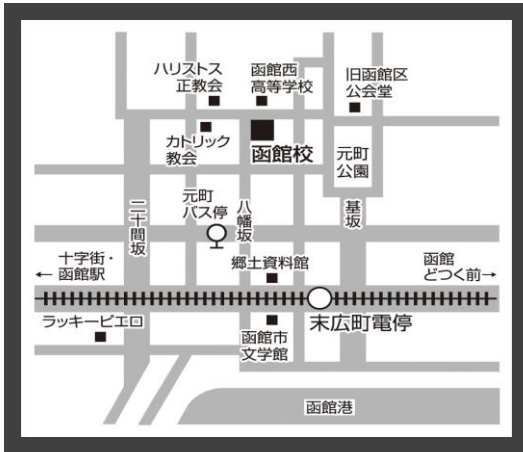 ハリストス
正教会
函館西
高等学校
旧函館区
公会堂
カトリック
教会
函館校
元町
公園
元町
バス停
二十間坂
八幡坂
基坂
十字街・
函館駅
←
郷土資料館
函館
どつく前→
ラッキーピエロ
函館市
文学館
末広町電停
函館港